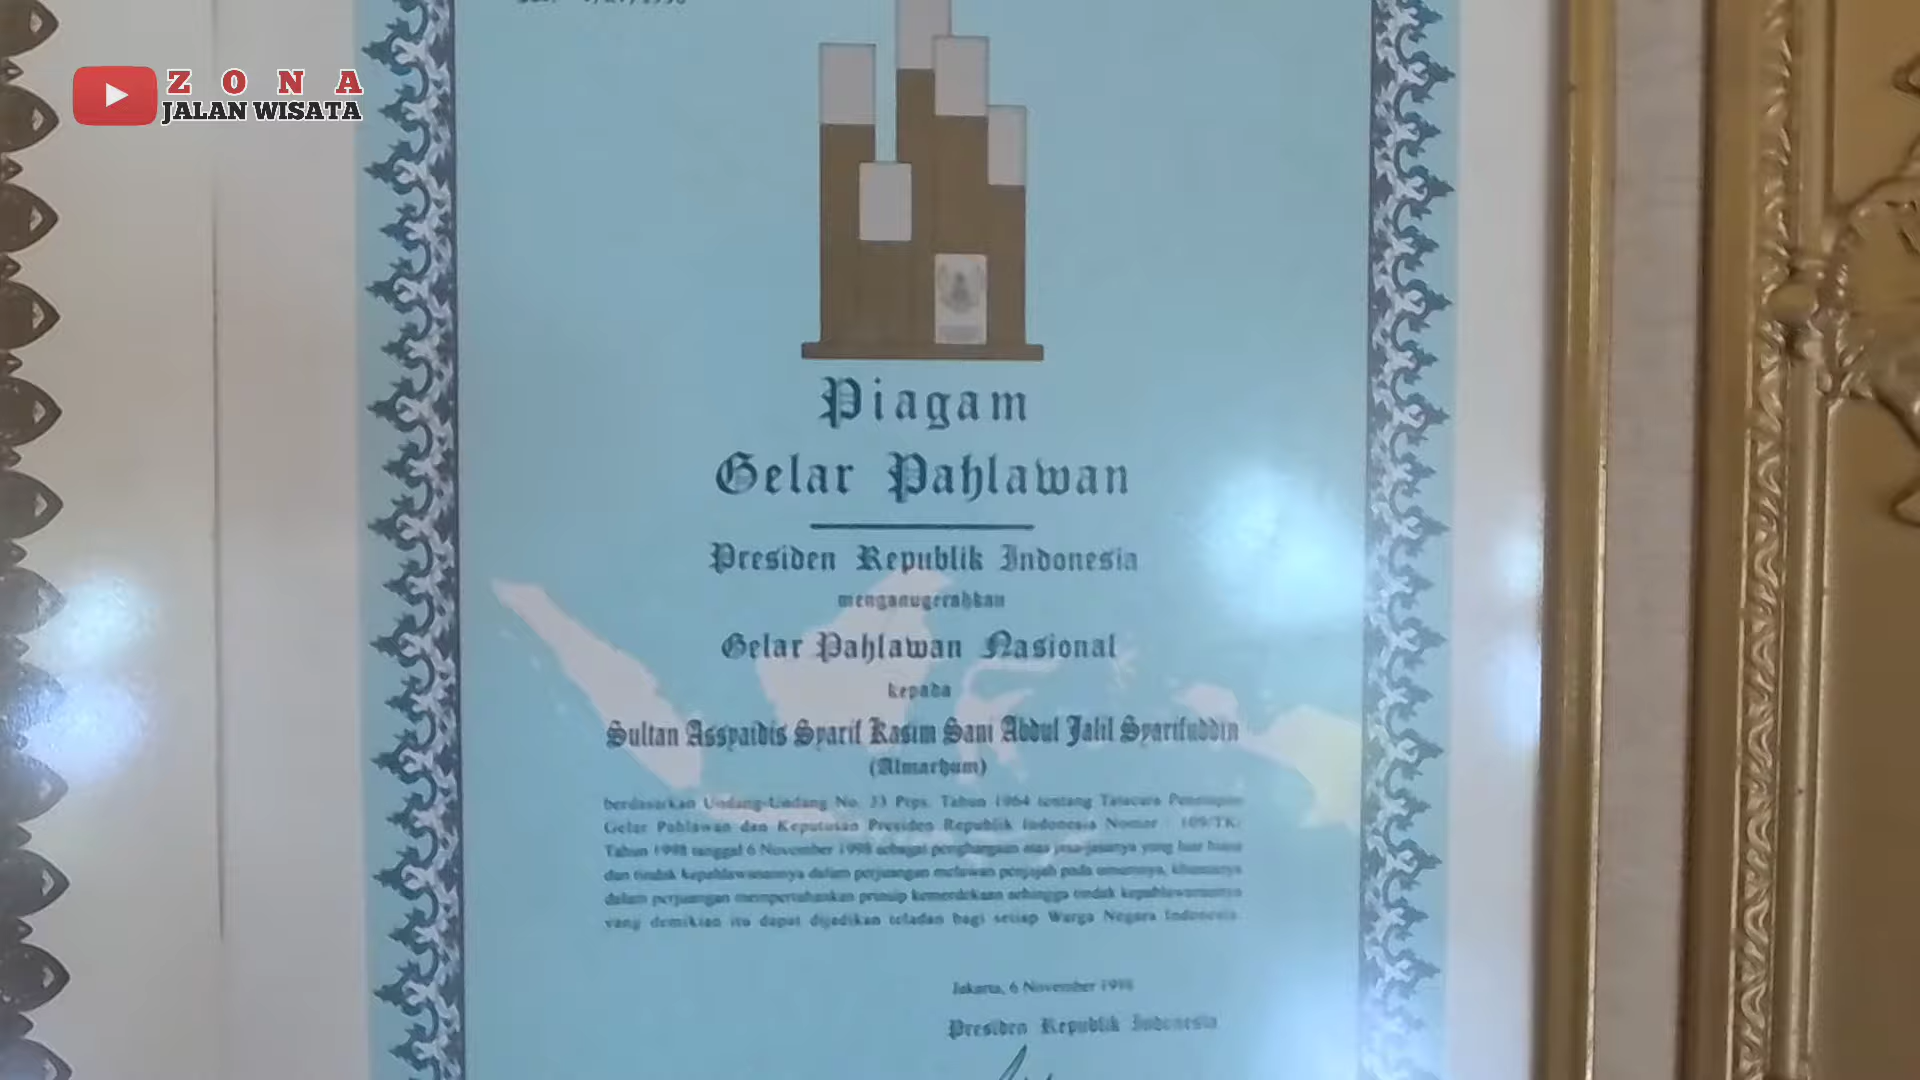 Z O N A
JALAN WISATA
Piagam
Gelar Pahlawan
Presiden Republik Indonesia
menganugerahkan
Gelar Pahlawan Nasional
kepada
Sultan Assyaidis Syarif Kasim Sani Abdul Jalil Syarifuddin
(Almarhum)
berdasarkan Undang-Undang No. 33 Prps. Tahun 1964 tentang Tatacara Penetapan
Gelar Pahlawan dan Keputusan Presiden Republik Indonesia Nomor : 109/TK/
Tahun 1998 tanggal 6 November 1998 sebagai penghargaan atas jasa-jasanya yang luar biasa
dan tindak kepahlawanannya dalam perjuangan melawan penjajah pada umumnya, khususnya
dalam perjuangan mempertahankan prinsip kemerdekaan sehingga tindak kepahlawanannya
yang demikian itu dapat dijadikan teladan bagi setiap Warga Negara Indonesia.
Jakarta, 6 November 1998
Presiden Republik Indonesia